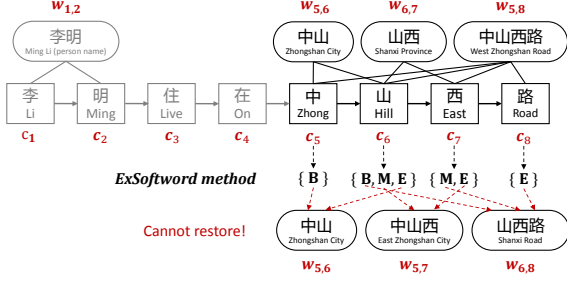 w1,2
w5,6
w6,7
w5,8
李明
Ming Li (person name)
中山
Zhongshan City
山西
Shanxi Province
中山西路
West Zhongshan Road
李
Li
明
Ming
住
Live
在
On
中
Zhong
山
Hill
西
East
路
Road
c1
c2
c3
c4
c5
c6
c7
c8
ExSoftword method
{ B }
{ B, M, E }
{ M, E }
{ E }
Cannot restore!
中山
Zhongshan City
中山西
East Zhongshan City
山西路
Shanxi Road
w5,6
w5,7
w6,8